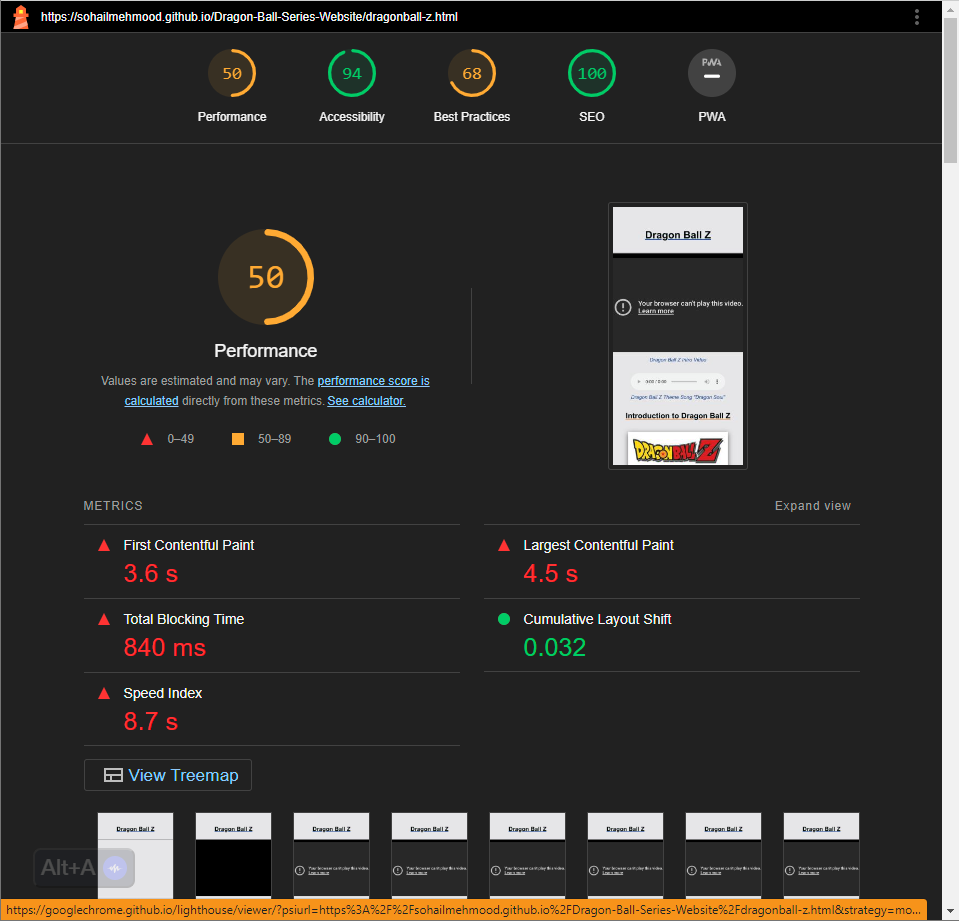 https://sohailmehmood.github.io/Dragon-Ball-Series-Website/dragonball-z.html
50 94 68 100 PWA
Performance Accessibility Best Practices SEO PWA
50
Performance
Values are estimated and may vary. The performance score is
calculated directly from these metrics. See calculator.
0–49 50–89 90–100
Dragon Ball Z
Your browser can't play this video.
Learn more
Dragon Ball Z Intro Video
0:00 / 0:00
Dragon Ball Z Theme Song "Dragon Soul"
Introduction to Dragon Ball Z
DRAGONBALL Z
METRICS Expand view
First Contentful Paint
3.6 s
Largest Contentful Paint
4.5 s
Total Blocking Time
840 ms
Cumulative Layout Shift
0.032
Speed Index
8.7 s
View Treemap
Dragon Ball Z Dragon Ball Z Dragon Ball Z Dragon Ball Z Dragon Ball Z Dragon Ball Z Dragon Ball Z Dragon Ball Z
Your browser can't play this video. Your browser can't play this video. Your browser can't play this video. Your browser can't play this video. Your browser can't play this video. Your browser can't play this video.
Learn more Learn more Learn more Learn more Learn more Learn more
Alt+A
https://googlechrome.github.io/lighthouse/viewer/?psiurl=https%3A%2F%2Fsohailmehmood.github.io%2FDragon-Ball-Series-Website%2Fdragonball-z.html&strategy=mo...